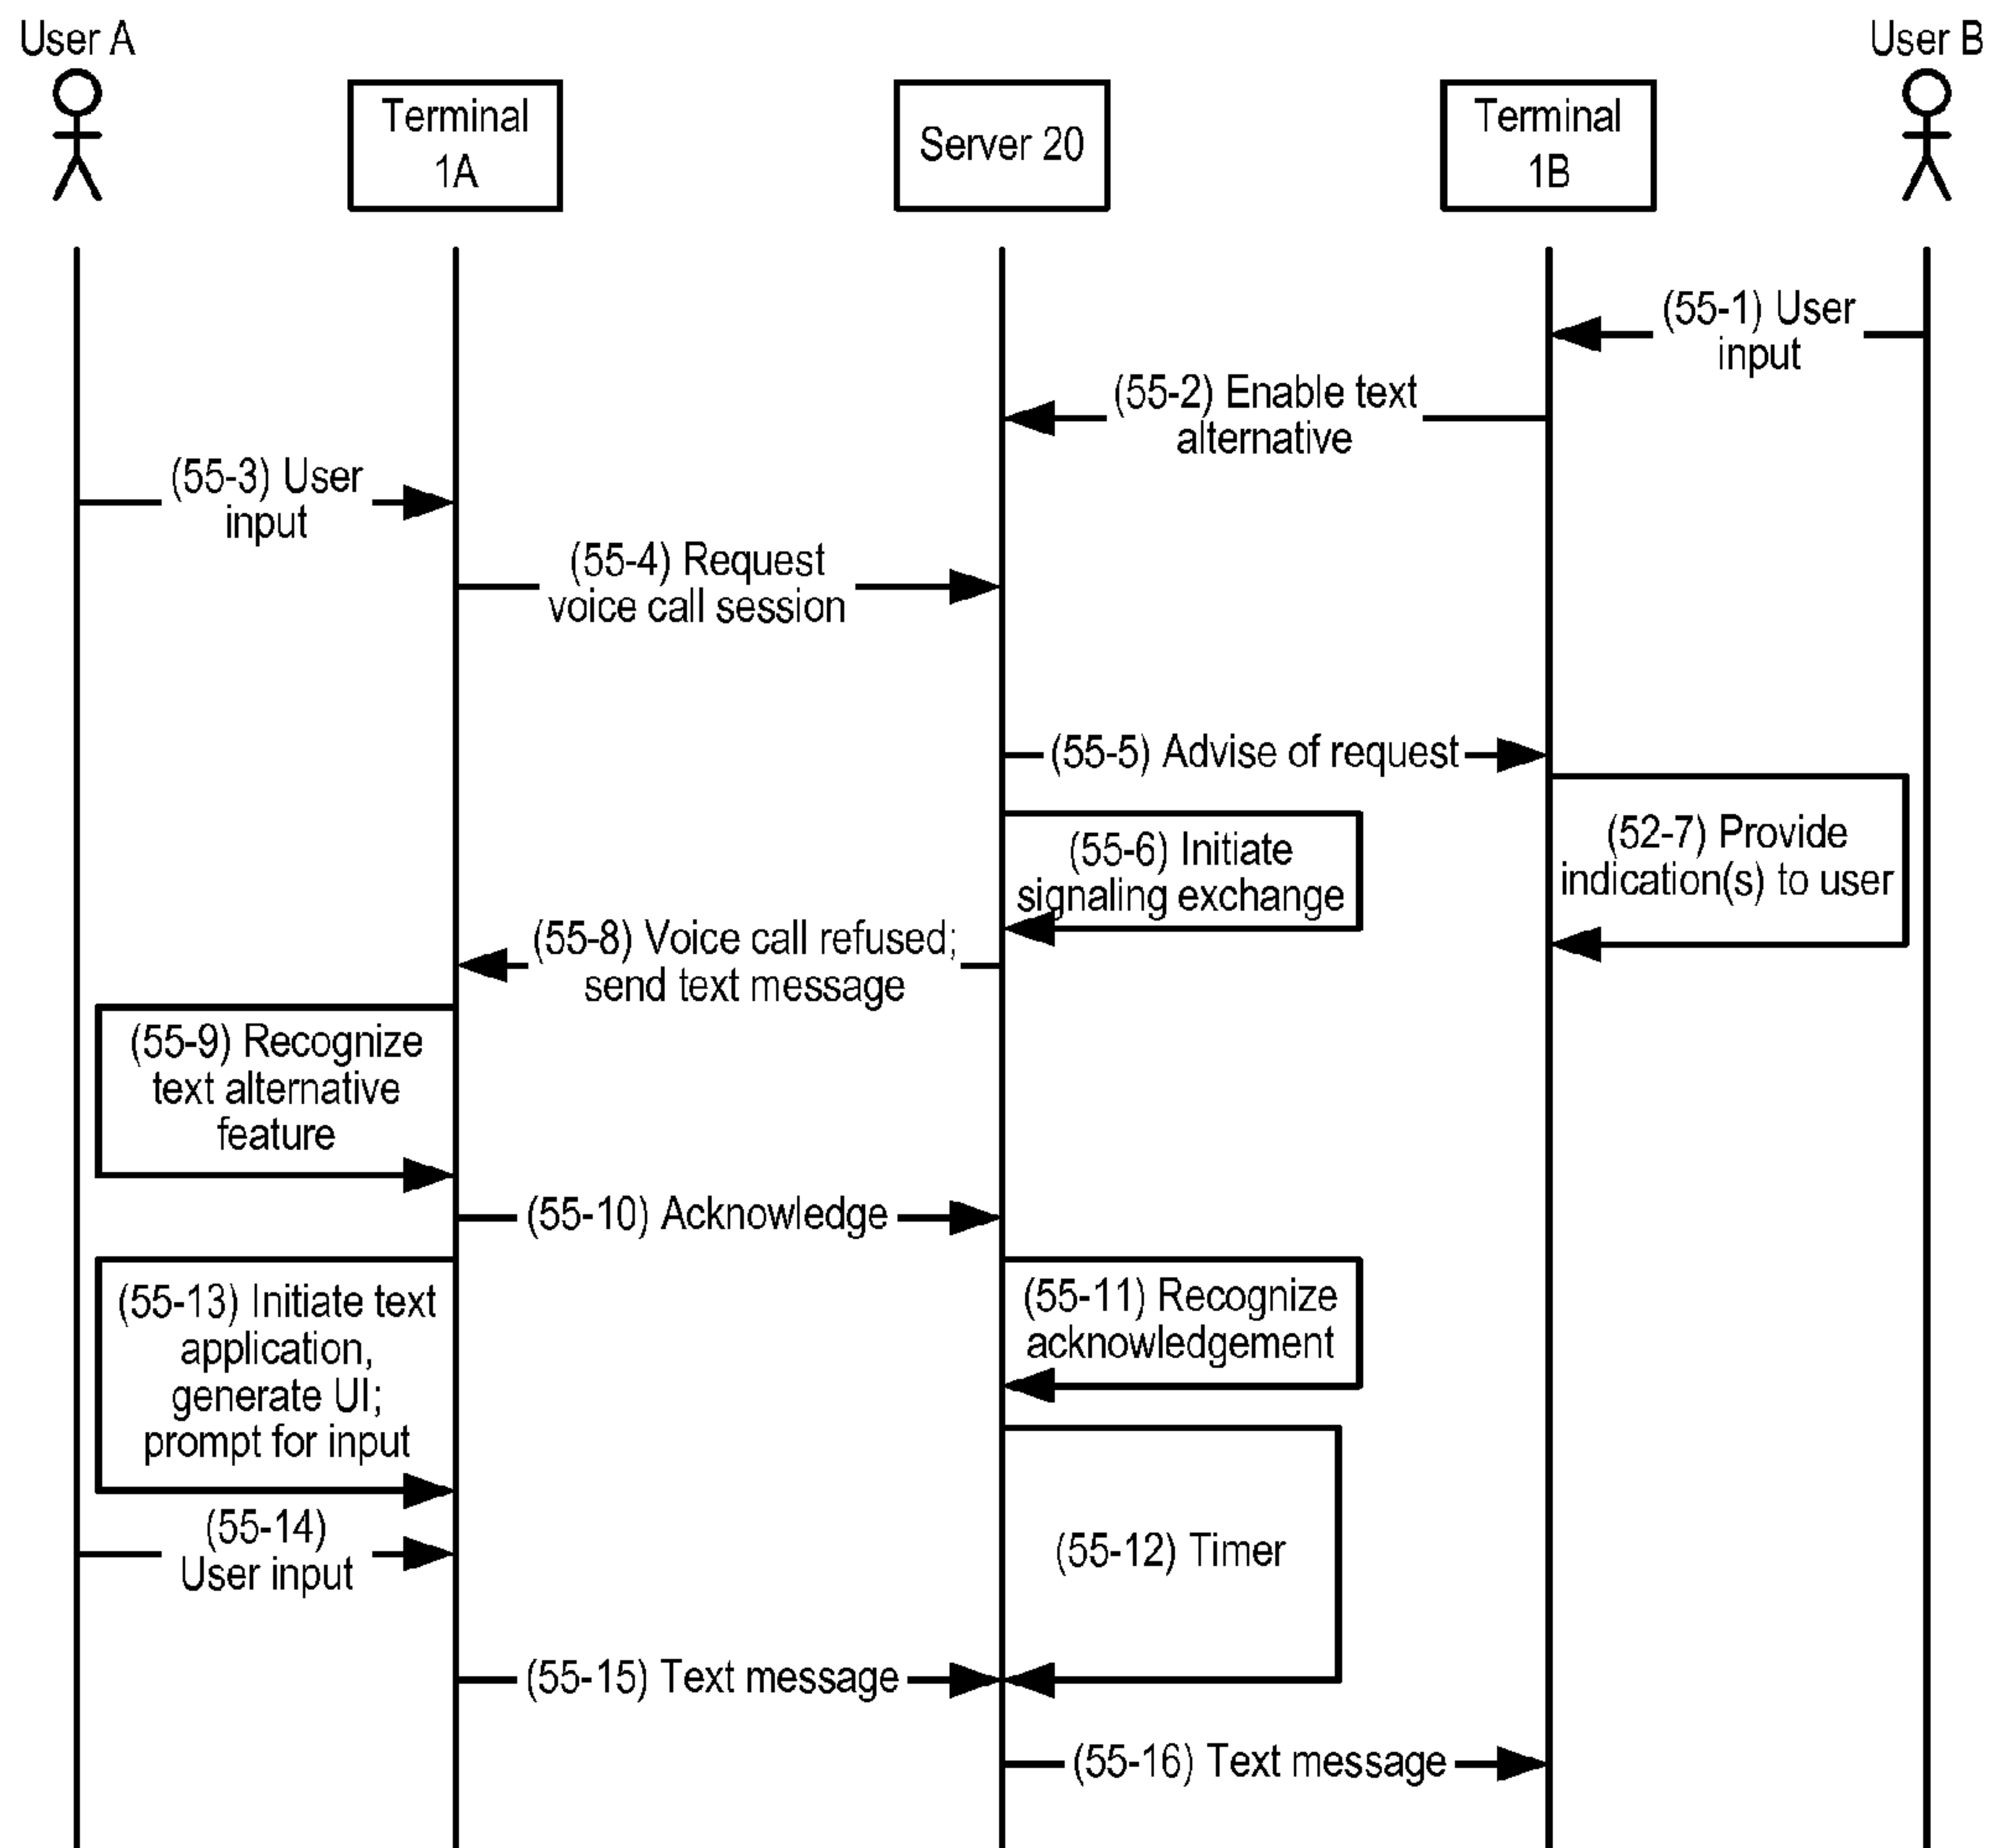 User A
User B
Terminal
1A
Server 20
Terminal
1B
(55-1) User
input
(55-2) Enable text
alternative
(55-3) User
input
(55-4) Request
voice call session
(55-5) Advise of request
(52-7) Provide
indication(s) to user
(55-6) Initiate
signaling exchange
(55-8) Voice call refused;
send text message
(55-9) Recognize
text alternative
feature
(55-10) Acknowledge
(55-13) Initiate text
application,
generate UI;
prompt for input
(55-11) Recognize
acknowledgement
(55-14)
User input
(55-12) Timer
(55-15) Text message
(55-16) Text message